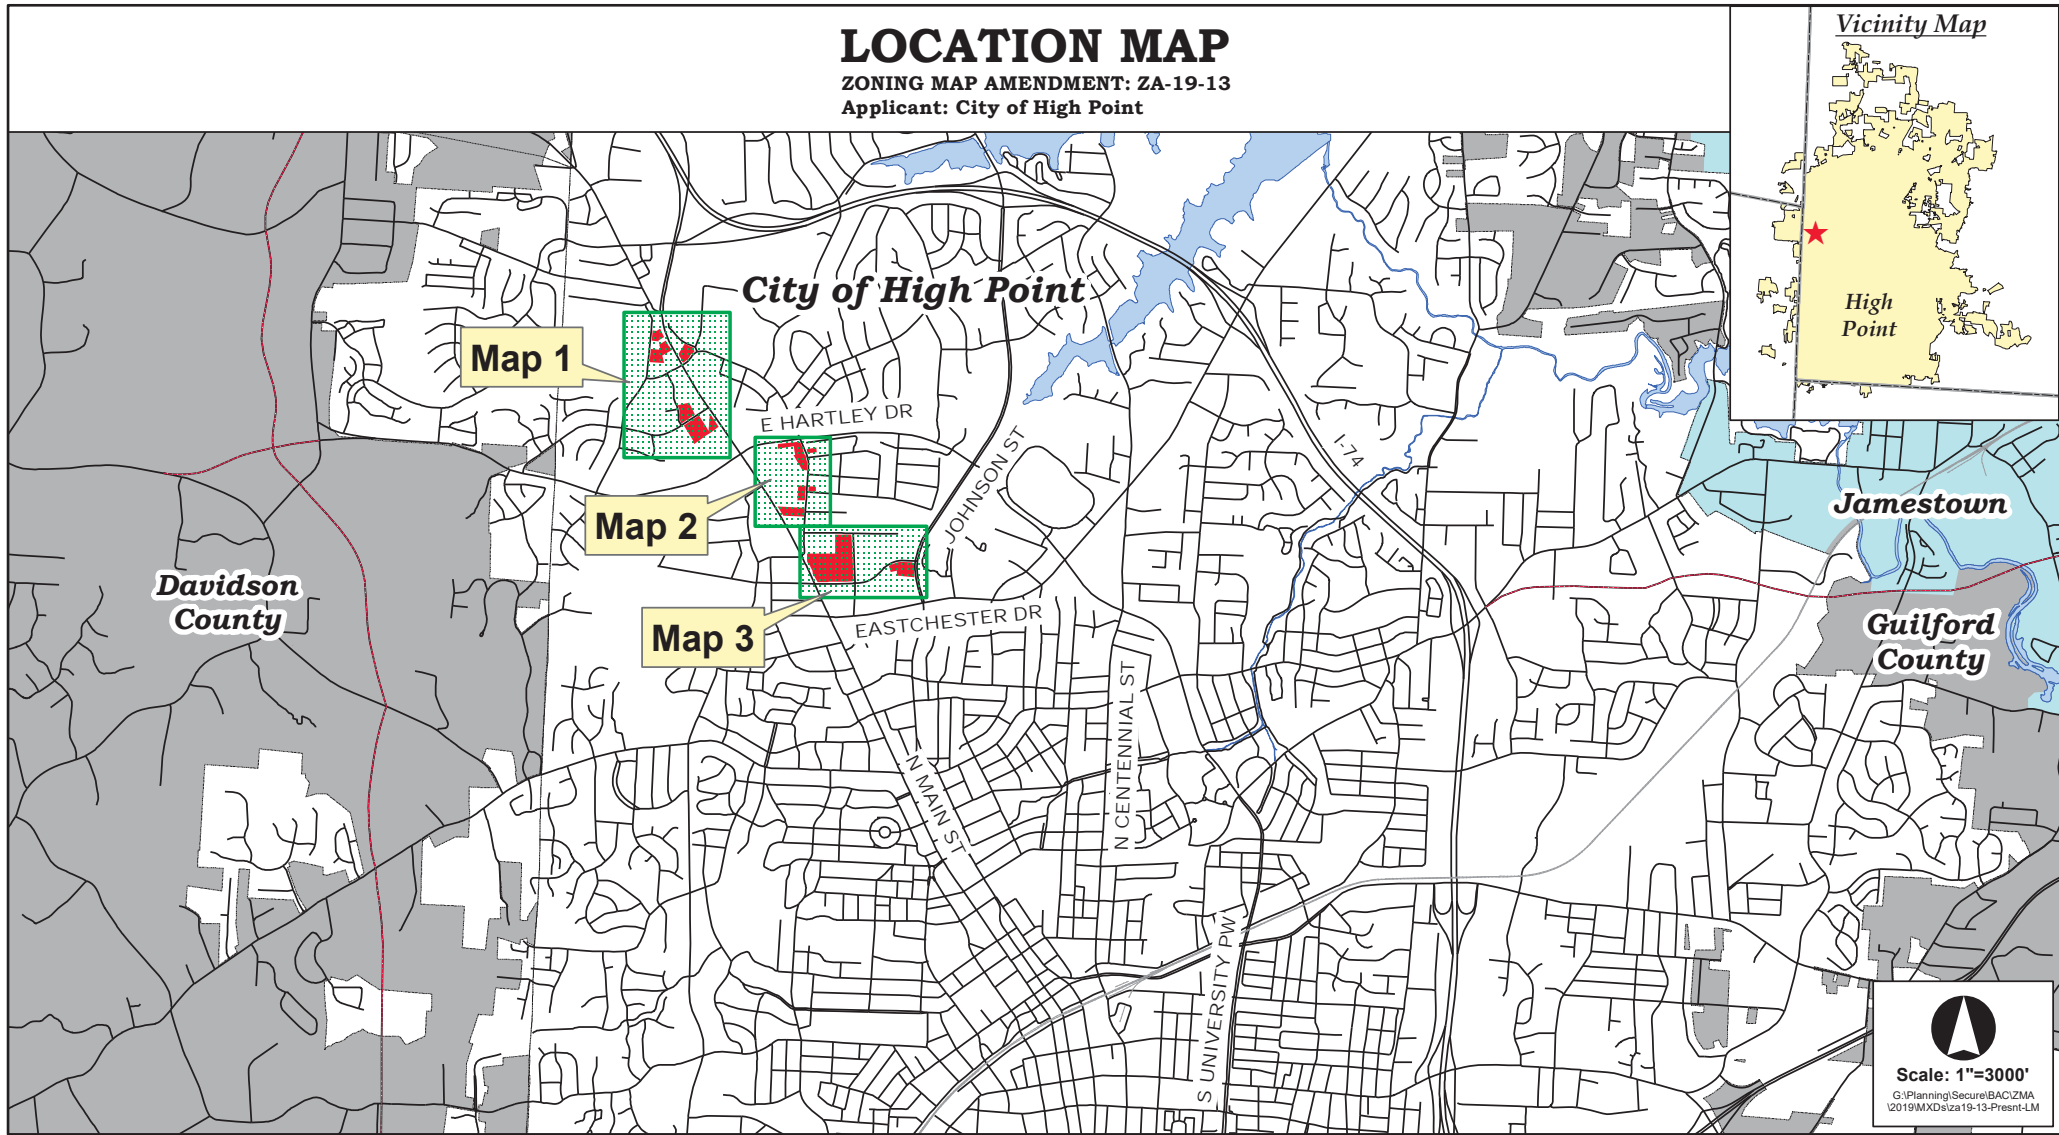 LOCATION MAP
ZONING MAP AMENDMENT: ZA-19-13
Applicant: City of High Point
Vicinity Map
High
Point
City of High Point
Map 1
E HARTLEY DR
JOHNSON ST
I-74
Map 2
Jamestown
Davidson
County
Map 3
EASTCHESTER DR
Guilford
County
N CENTENNIAL ST
N MAIN ST
S UNIVERSITY PW
Scale: 1"=3000'
G:\Planning\Secure\BAC\ZMA
\2019\MXDs\za19-13-Presnt-LM